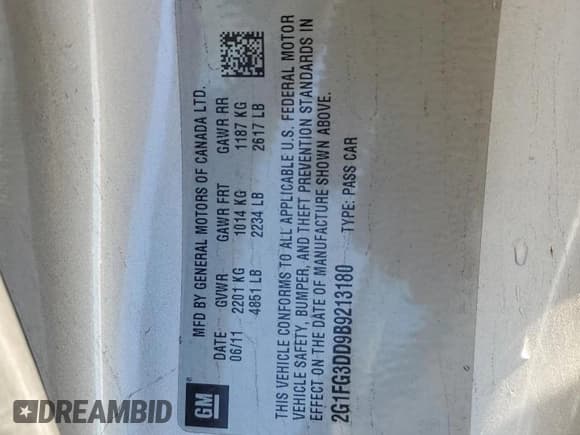 MFD BY GENERAL MOTORS OF CANADA LTD.
DATE GVWR GAWR FRT GAWR RR
06/11 2201 KG 1014 KG 1187 KG
4851 LB 2234 LB 2617 LB
THIS VEHICLE CONFORMS TO ALL APPLICABLE U.S. FEDERAL MOTOR
VEHICLE SAFETY, BUMPER, AND THEFT PREVENTION STANDARDS IN
EFFECT ON THE DATE OF MANUFACTURE SHOWN ABOVE.
2G1FG3DD9B9213180 TYPE: PASS CAR
GM
DREAMBID